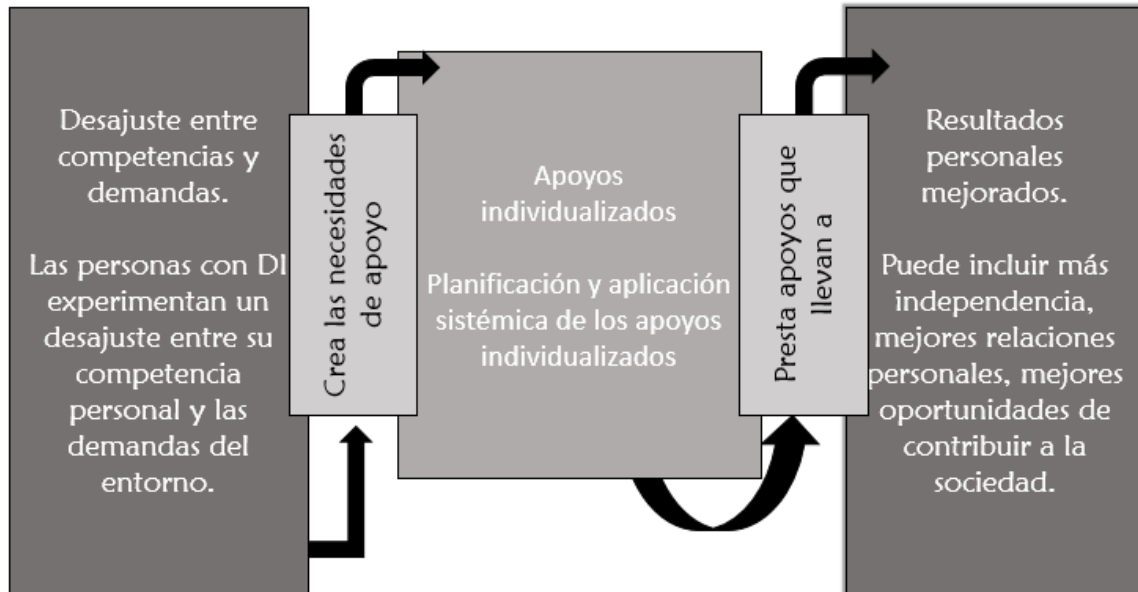 Desajuste entre
competencias y
demandas.
Las personas con DI
experimentan un
desajuste entre su
competencia
personal y las
demandas del
entorno.
Crea las necesidades
de apoyo
Apoyos
individualizados
Planificación y aplicación
sistémica de los apoyos
individualizados
Presta apoyos que
llevan a
Resultados
personales
mejorados.
Puede incluir más
independencia,
mejores relaciones
personales, mejores
oportunidades de
contribuir a la
sociedad.